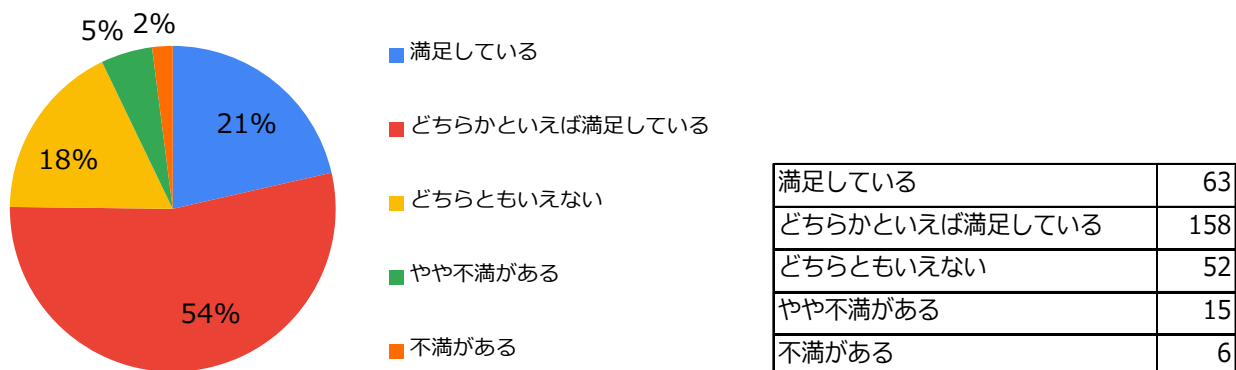 5% 2%
21%
18%
54%
満足している
どちらかといえば満足している
どちらともいえない
やや不満がある
不満がある
満足している 63
どちらかといえば満足している 158
どちらともいえない 52
やや不満がある 15
不満がある 6